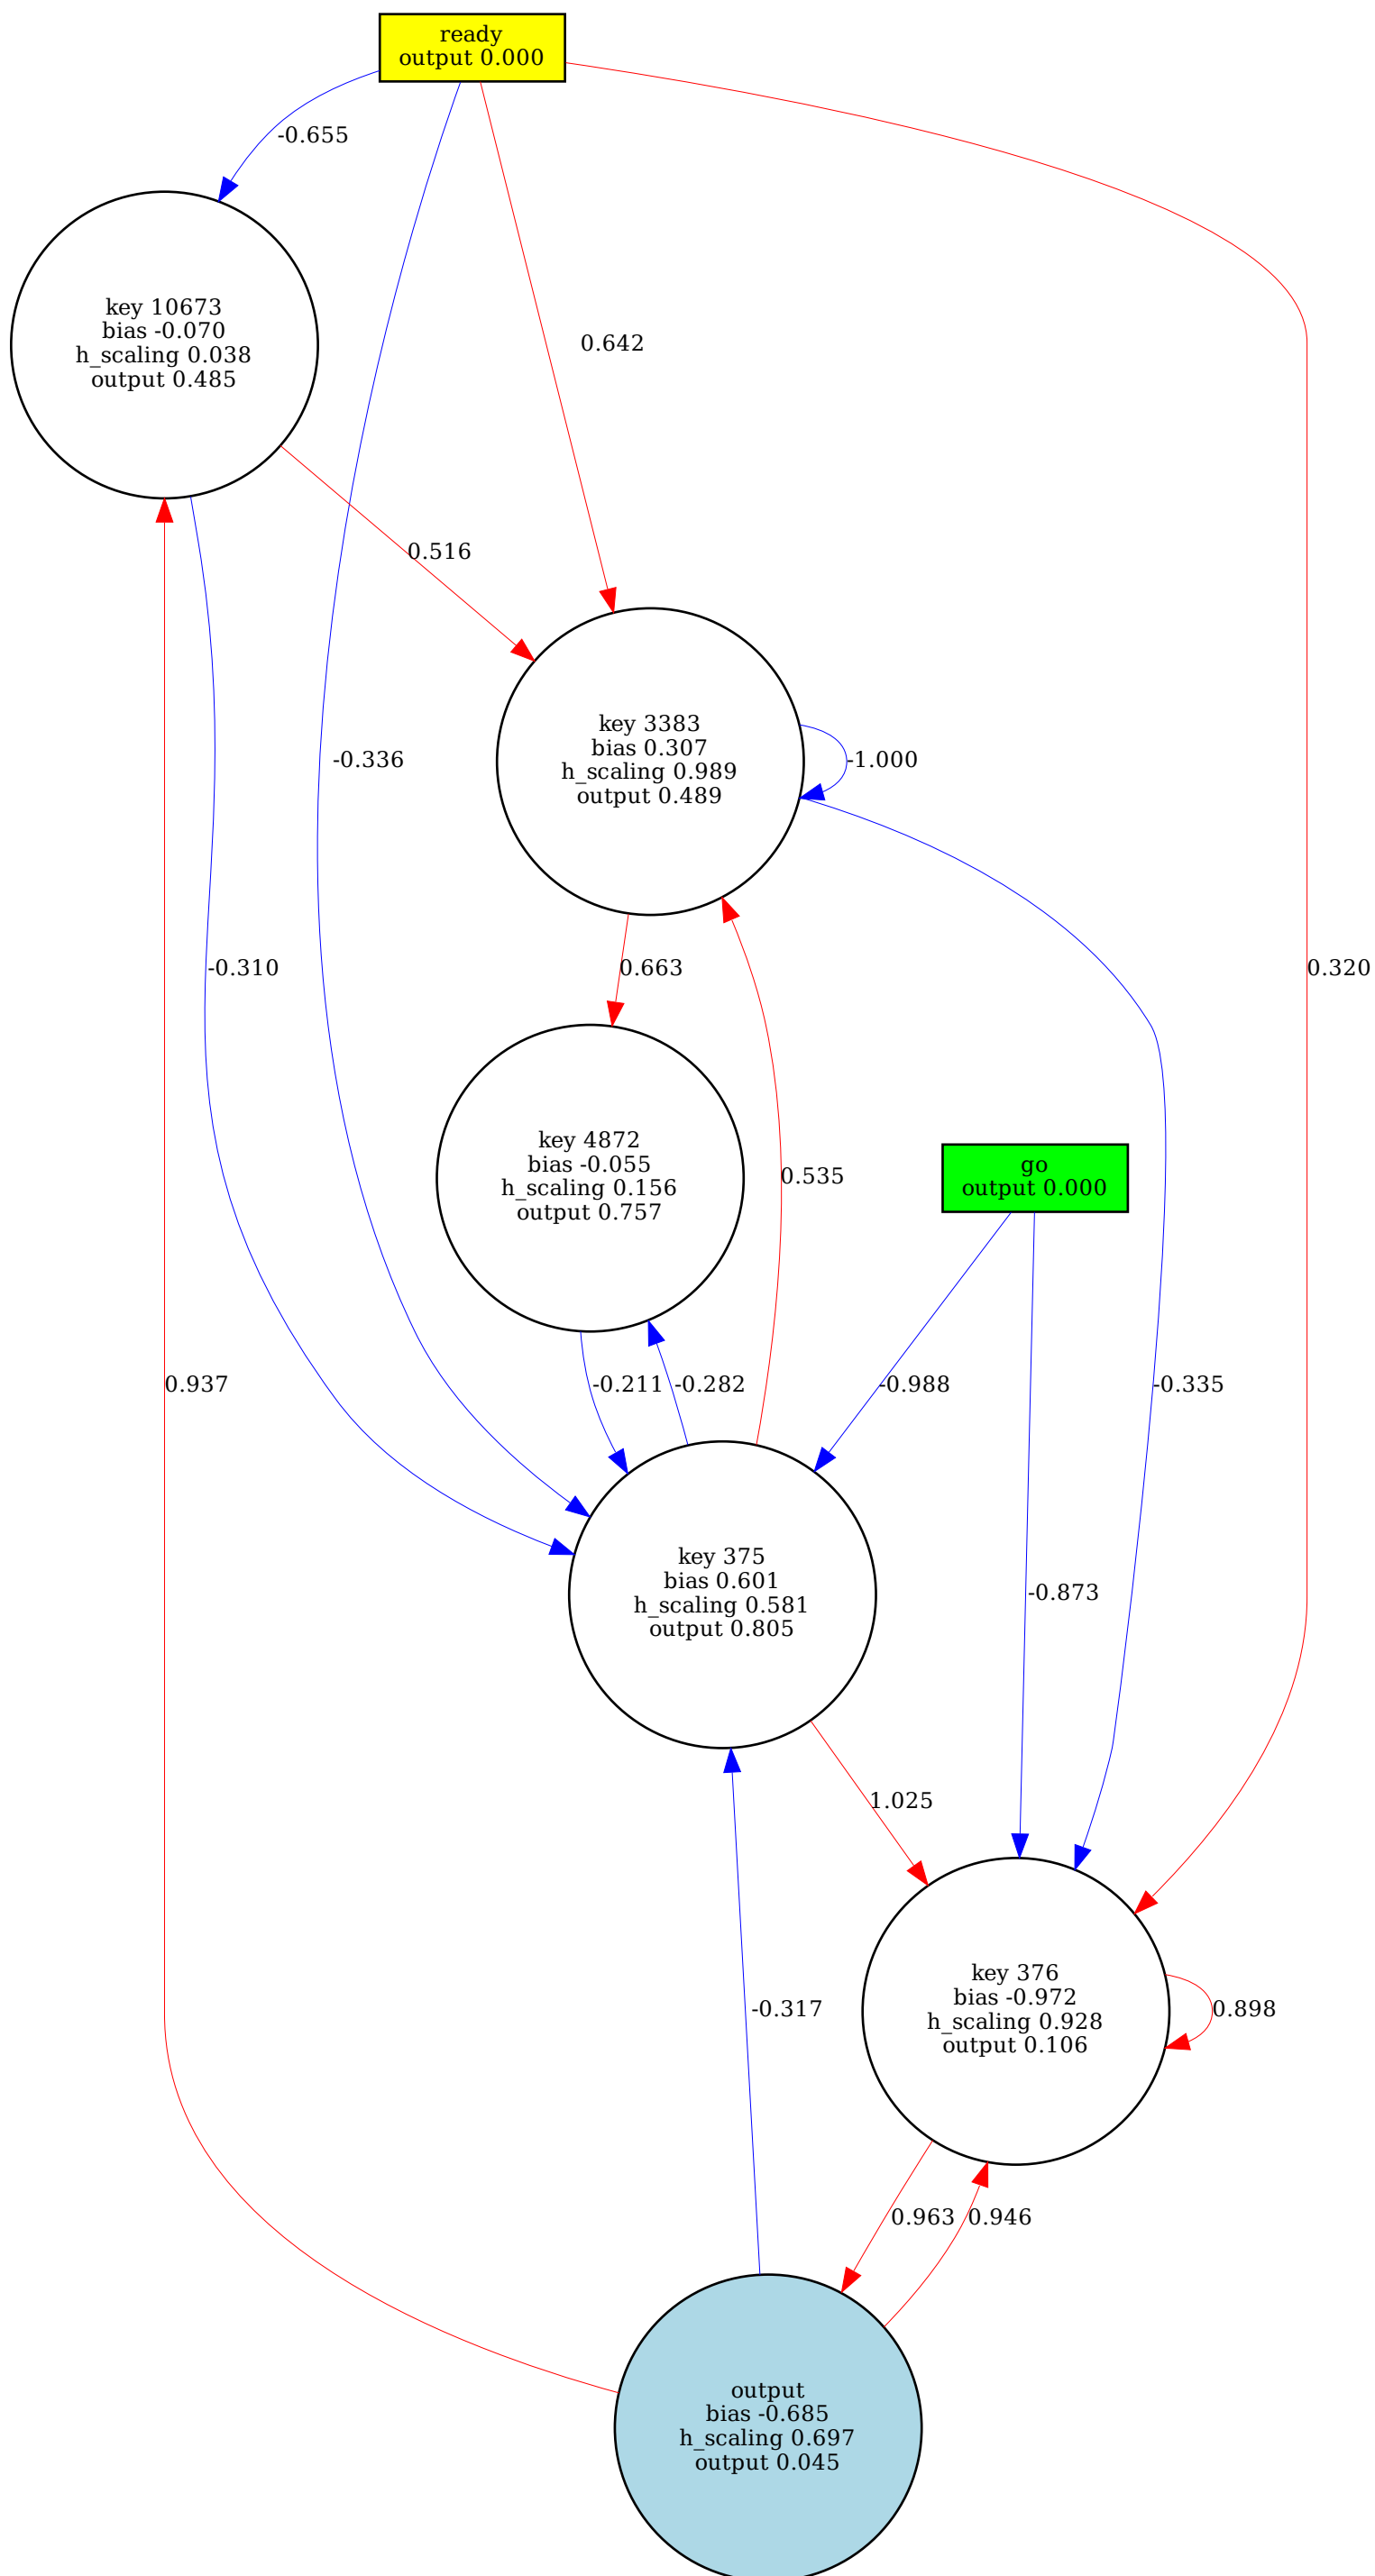 ready
output 0.000
-0.655
key 10673
bias -0.070
h_scaling 0.038
output 0.485
0.642
0.516
key 3383
bias 0.307
h_scaling 0.989
output 0.489
-0.336
-1.000
-0.310
0.663
0.320
key 4872
bias -0.055
h_scaling 0.156
output 0.757
0.535
go
output 0.000
0.937
-0.211
-0.282
-0.988
-0.335
key 375
bias 0.601
h_scaling 0.581
output 0.805
-0.873
1.025
key 376
bias -0.972
h_scaling 0.928
output 0.106
-0.317
0.898
0.963
0.946
output
bias -0.685
h_scaling 0.697
output 0.045